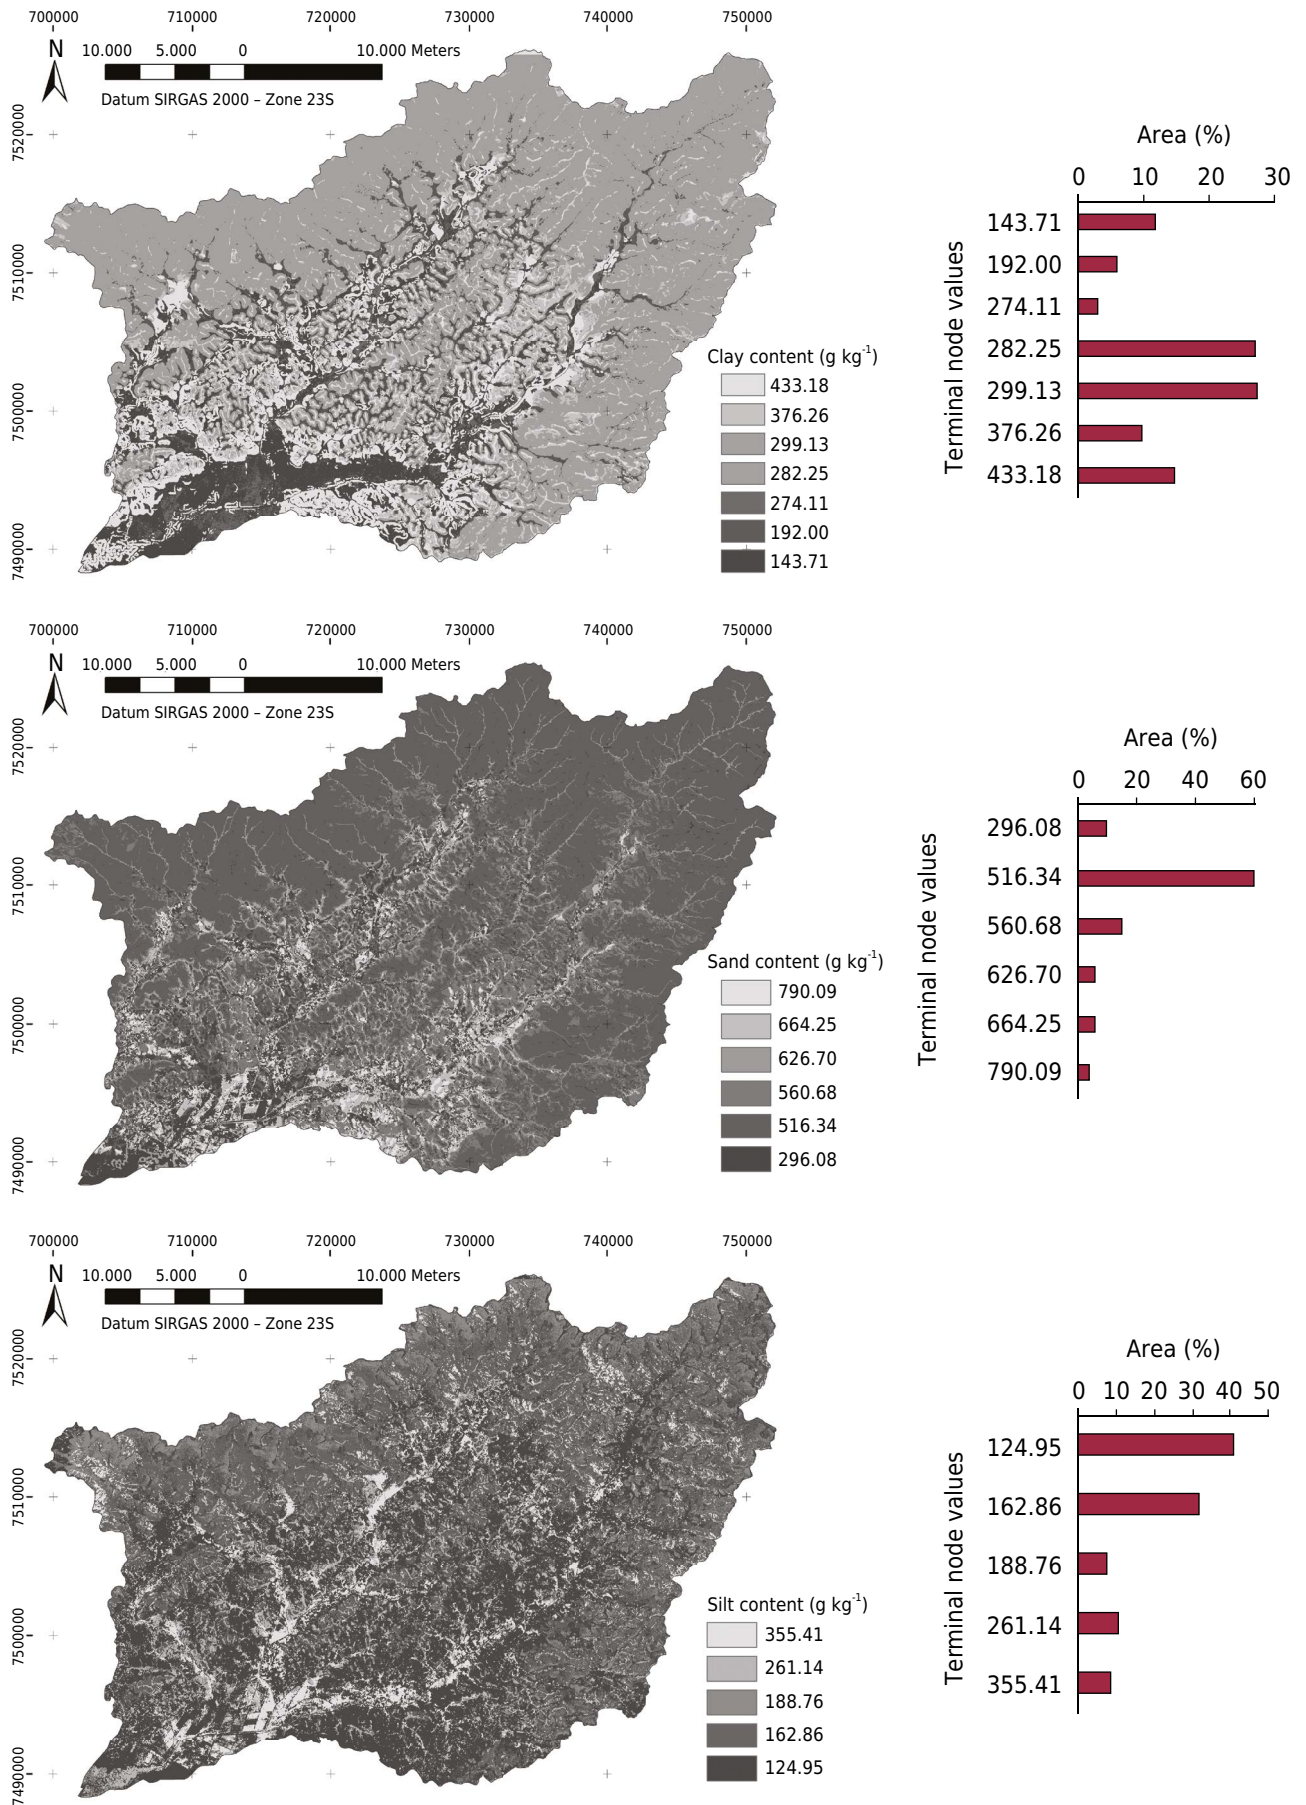 700000 710000 720000 730000 740000 750000
N 10.000 5.000 0 10.000 Meters
Datum SIRGAS 2000 – Zone 23S
7520000
7510000
7500000
7490000
Clay content (g kg-1)
433.18
376.26
299.13
282.25
274.11
192.00
143.71
Area (%)
0 10 20 30
Terminal node values
143.71
192.00
274.11
282.25
299.13
376.26
433.18
700000 710000 720000 730000 740000 750000
N 10.000 5.000 0 10.000 Meters
Datum SIRGAS 2000 – Zone 23S
7520000
7510000
7500000
7490000
Sand content (g kg-1)
790.09
664.25
626.70
560.68
516.34
296.08
Area (%)
0 20 40 60
Terminal node values
296.08
516.34
560.68
626.70
664.25
790.09
700000 710000 720000 730000 740000 750000
N 10.000 5.000 0 10.000 Meters
Datum SIRGAS 2000 – Zone 23S
7520000
7510000
7500000
7490000
Silt content (g kg-1)
355.41
261.14
188.76
162.86
124.95
Area (%)
0 10 20 30 40 50
Terminal node values
124.95
162.86
188.76
261.14
355.41